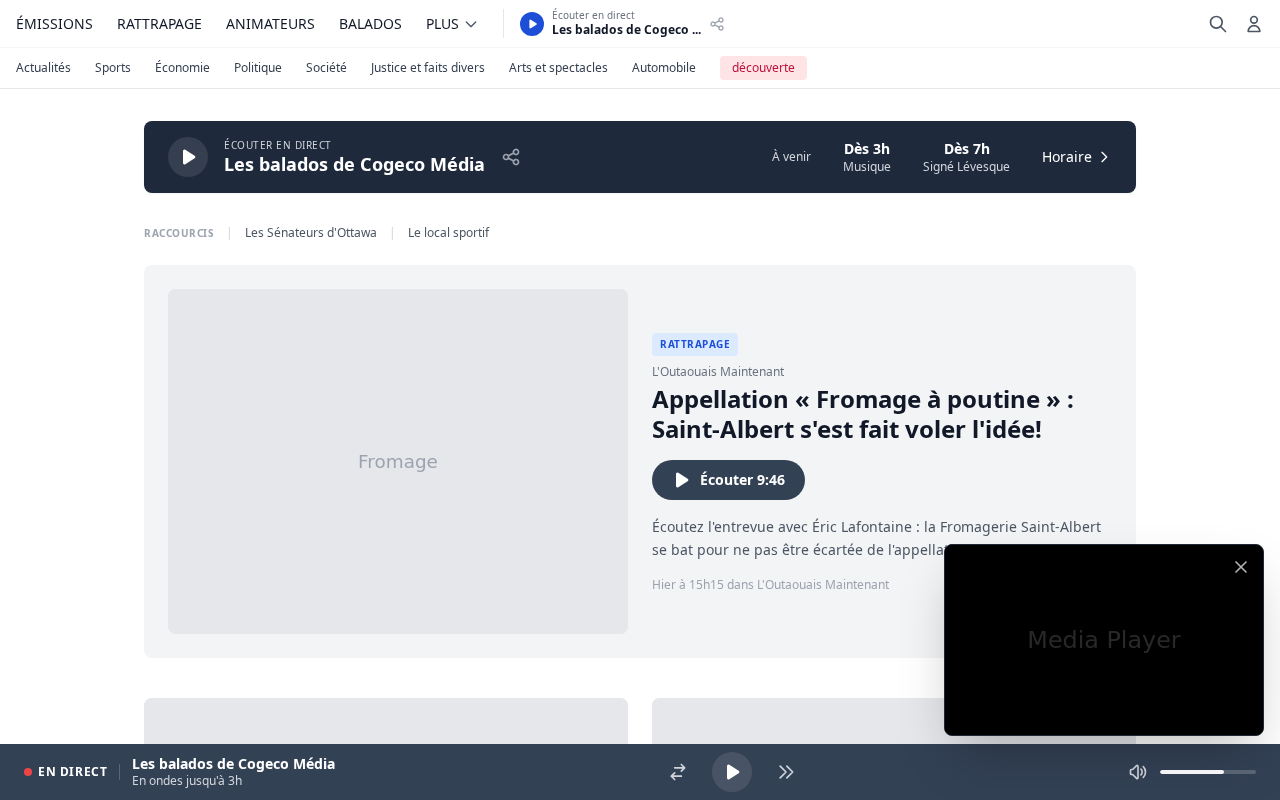 ÉMISSIONS RATTRAPAGE ANIMATEURS BALADOS PLUS
Écouter en direct
Les balados de Cogeco ...
Actualités Sports Économie Politique Société Justice et faits divers Arts et spectacles Automobile découverte
ÉCOUTER EN DIRECT
Les balados de Cogeco Média
À venir
Dès 3h
Musique
Dès 7h
Signé Lévesque
Horaire
RACCOURCIS Les Sénateurs d'Ottawa Le local sportif
Fromage
RATTRAPAGE
L'Outaouais Maintenant
Appellation « Fromage à poutine » :
Saint-Albert s'est fait voler l'idée!
Écouter 9:46
Écoutez l'entrevue avec Éric Lafontaine : la Fromagerie Saint-Albert
se bat pour ne pas être écartée de
Hier à 15h15 dans L'Outaouais Maintenant
Media Player
EN DIRECT
Les balados de Cogeco Média
En ondes jusqu'à 3h